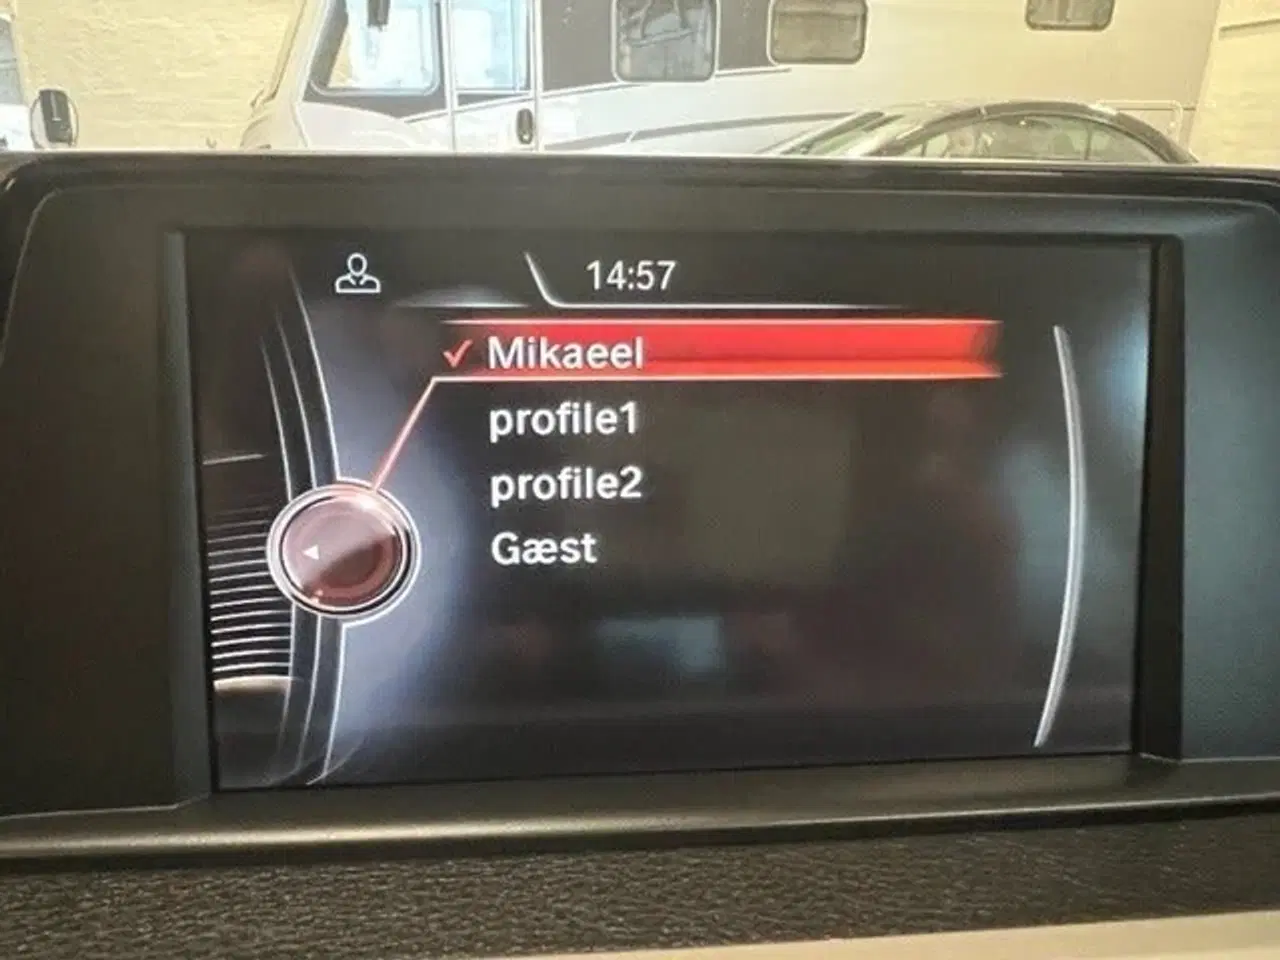 14:57
✓ Mikaeel
profile1
profile2
Gæst